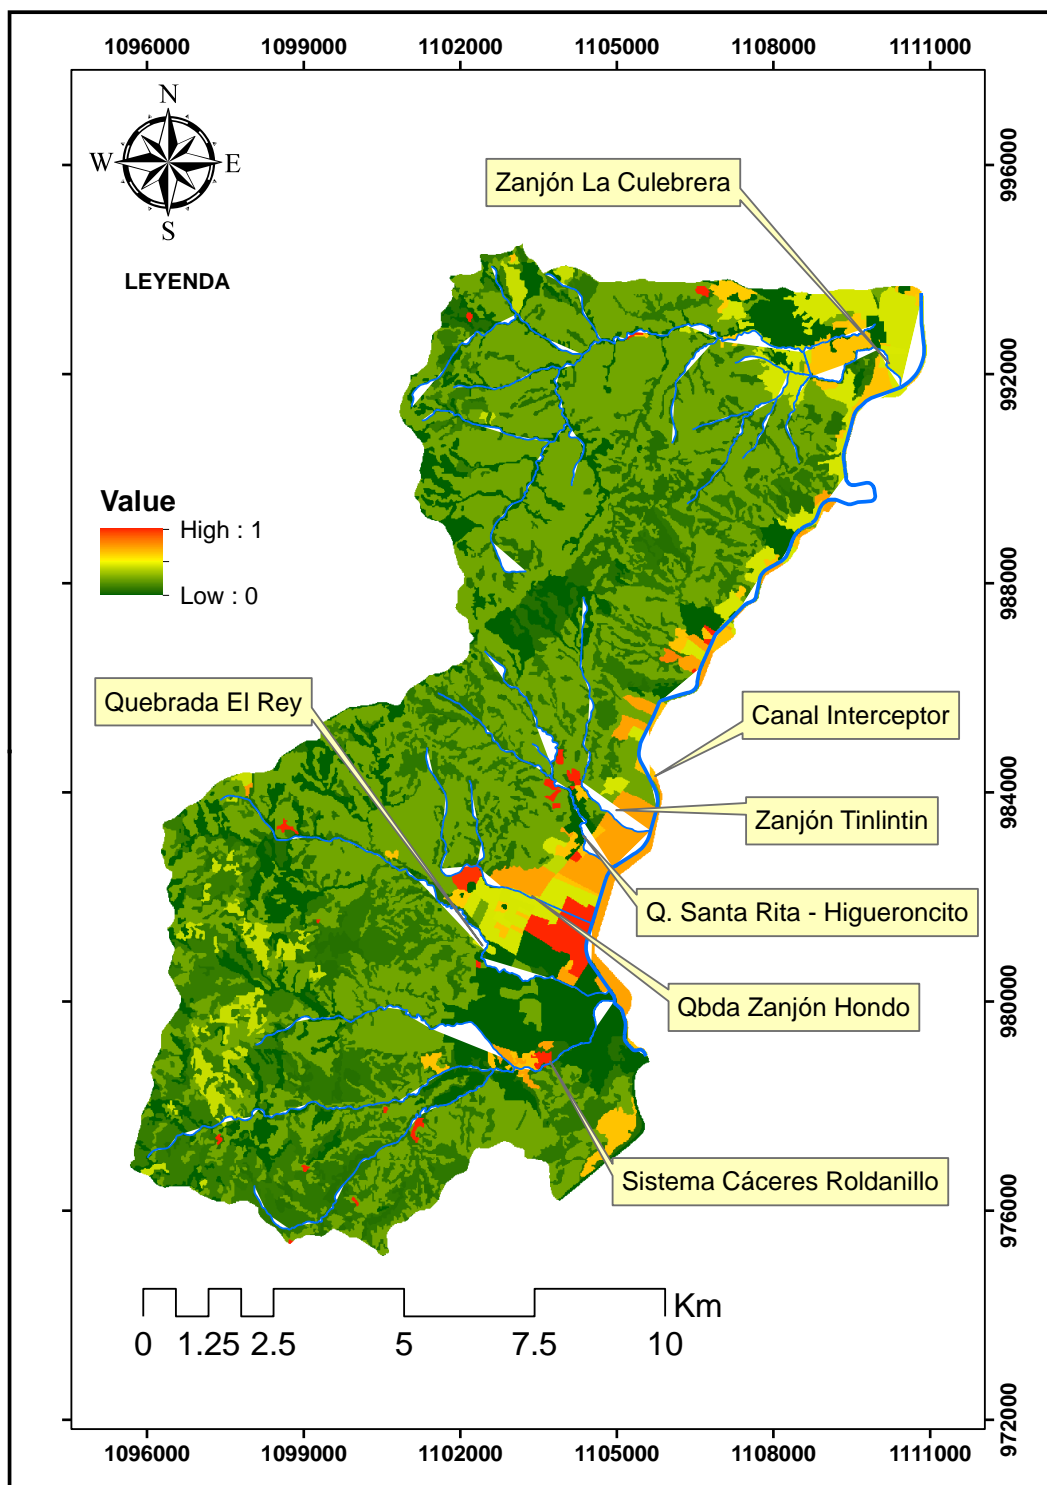 1096000 1099000 1102000 1105000 1108000 1111000
N
W E
S
LEYENDA
Zanjón La Culebrera
996000
992000
Value
High : 1
Low : 0
988000
Quebrada El Rey
Canal Interceptor
984000
Zanjón Tinlintin
Q. Santa Rita - Higueroncito
Qbda Zanjón Hondo
980000
Sistema Cáceres Roldanillo
976000
Km
0 1.25 2.5 5 7.5 10
972000
1096000 1099000 1102000 1105000 1108000 1111000